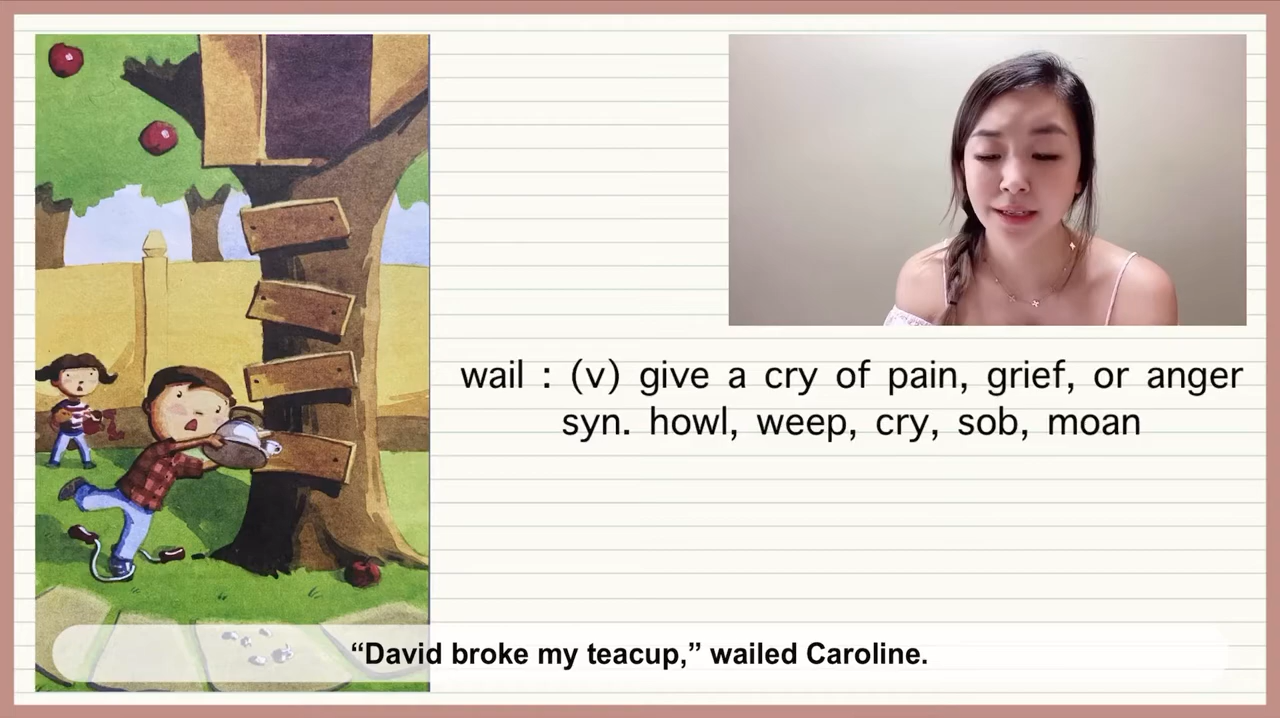 wail : (v) give a cry of pain, grief, or anger
syn. howl, weep, cry, sob, moan
“David broke my teacup,” wailed Caroline.